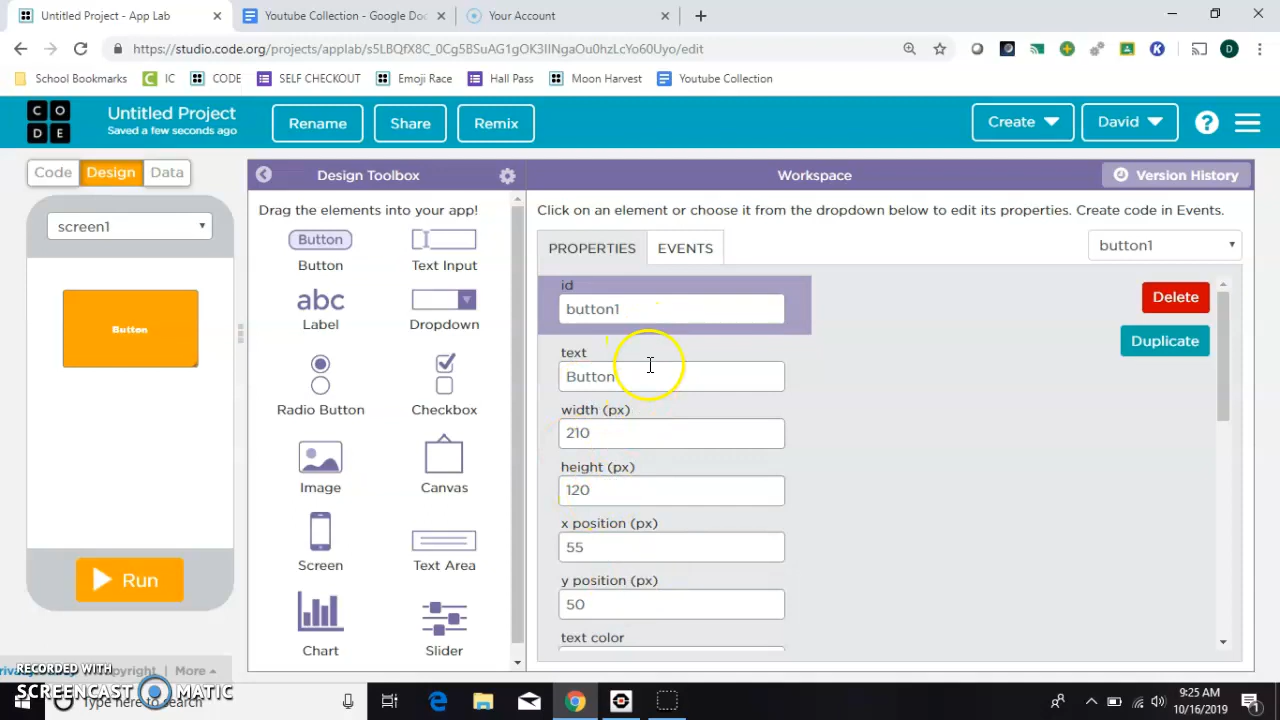 Untitled Project - App Lab
Youtube Collection - Google Doc
Your Account
https://studio.code.org/projects/applab/s5LBQfX8C_0Cg5BSuAG1gOK3IINgaOu0hzLcYo60Uyo/edit
School Bookmarks
IC
CODE
SELF CHECKOUT
Emoji Race
Hall Pass
Moon Harvest
Youtube Collection
C O
D E
Untitled Project
Saved a few seconds ago
Rename
Share
Remix
Create
David
?
Code
Design
Data
Design Toolbox
Workspace
Version History
screen1
Drag the elements into your app!
Click on an element or choose it from the dropdown below to edit its properties. Create code in Events.
Button
Button
Text Input
abc
Label
Dropdown
Radio Button
Checkbox
Image
Canvas
Screen
Text Area
Chart
Slider
PROPERTIES
EVENTS
button1
id
button1
Delete
text
Button
Duplicate
width (px)
210
height (px)
120
x position (px)
55
y position (px)
50
text color
Button
Run
Copyright
More
RECORDED WITH
SCREENCAST MATIC
Type here to search
9:25 AM
10/16/2019